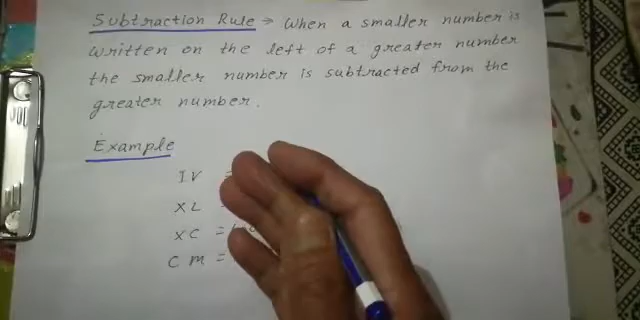 Subtraction Rule → When a smaller number is
written on the left of a greater number
the smaller number is subtracted from the
greater number.
Example
IV =
XL
XC =
CM =